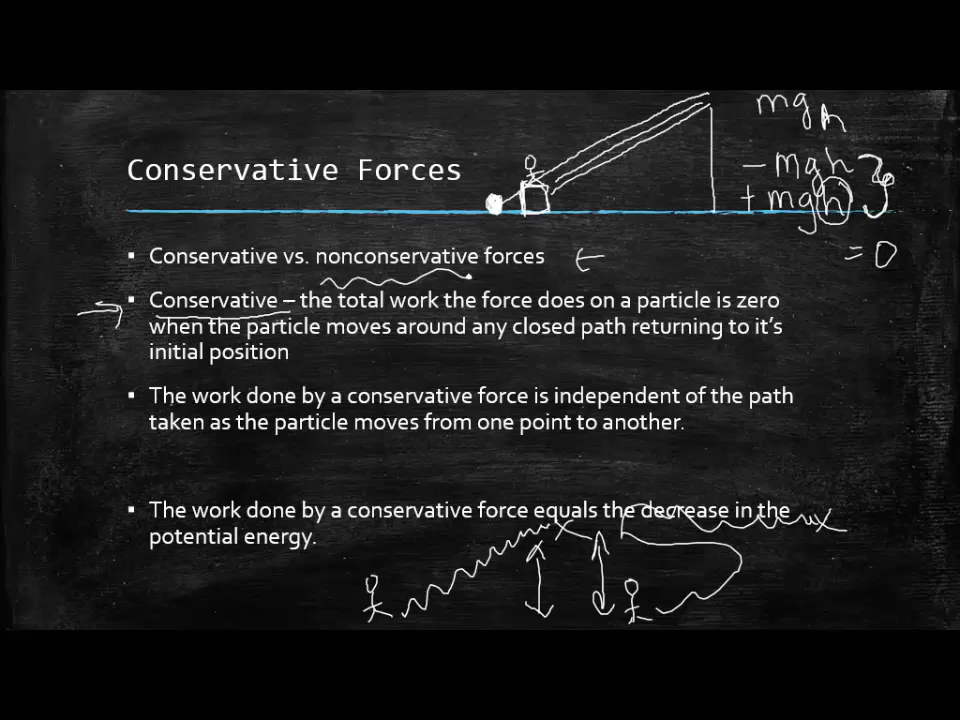 mgh
Conservative Forces
- mgh
+ mgh
= 0
▪ Conservative vs. nonconservative forces
▪ Conservative – the total work the force does on a particle is zero
when the particle moves around any closed path returning to it's
initial position
▪ The work done by a conservative force is independent of the path
taken as the particle moves from one point to another.
▪ The work done by a conservative force equals the decrease in the
potential energy.